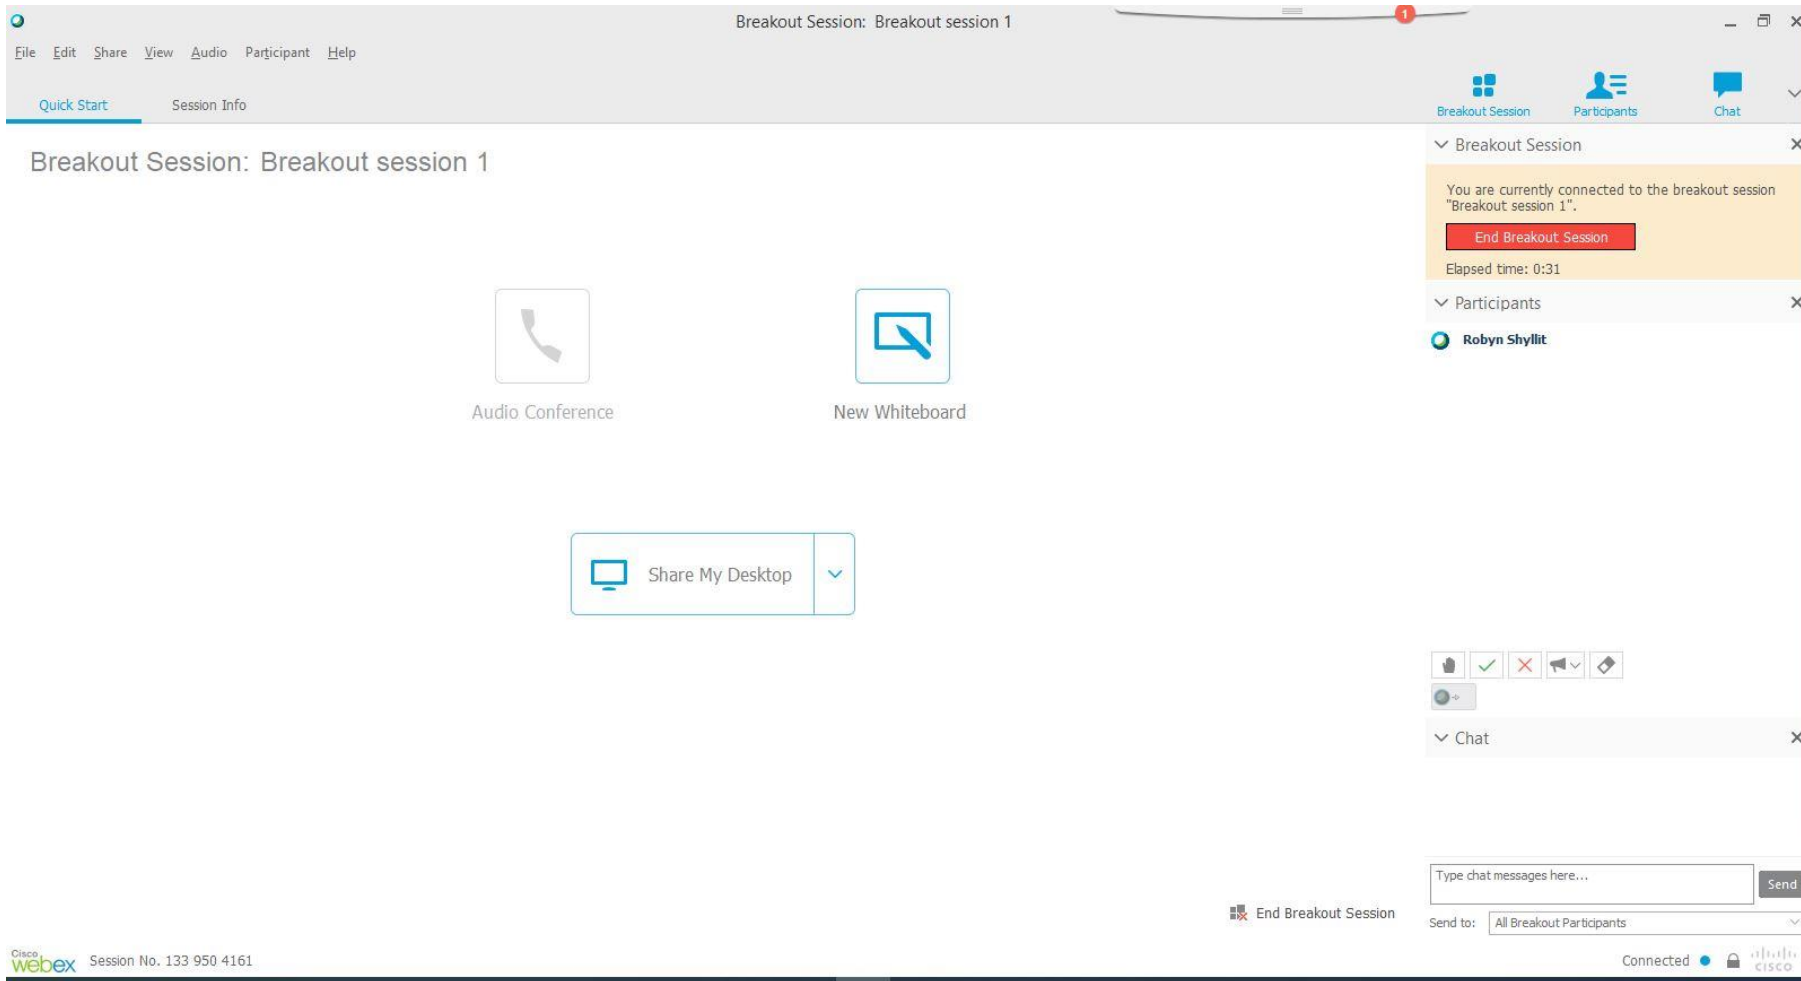 Breakout Session: Breakout session 1
1
File Edit Share View Audio Participant Help
Quick Start Session Info
Breakout Session Participants Chat
Breakout Session: Breakout session 1
Breakout Session
You are currently connected to the breakout session
"Breakout session 1".
End Breakout Session
Elapsed time: 0:31
Participants
Robyn Shyllit
Audio Conference New Whiteboard
Share My Desktop
Chat
Type chat messages here...
Send
End Breakout Session
Send to: All Breakout Participants
Cisco
webex Session No. 133 950 4161
Connected
CISCO